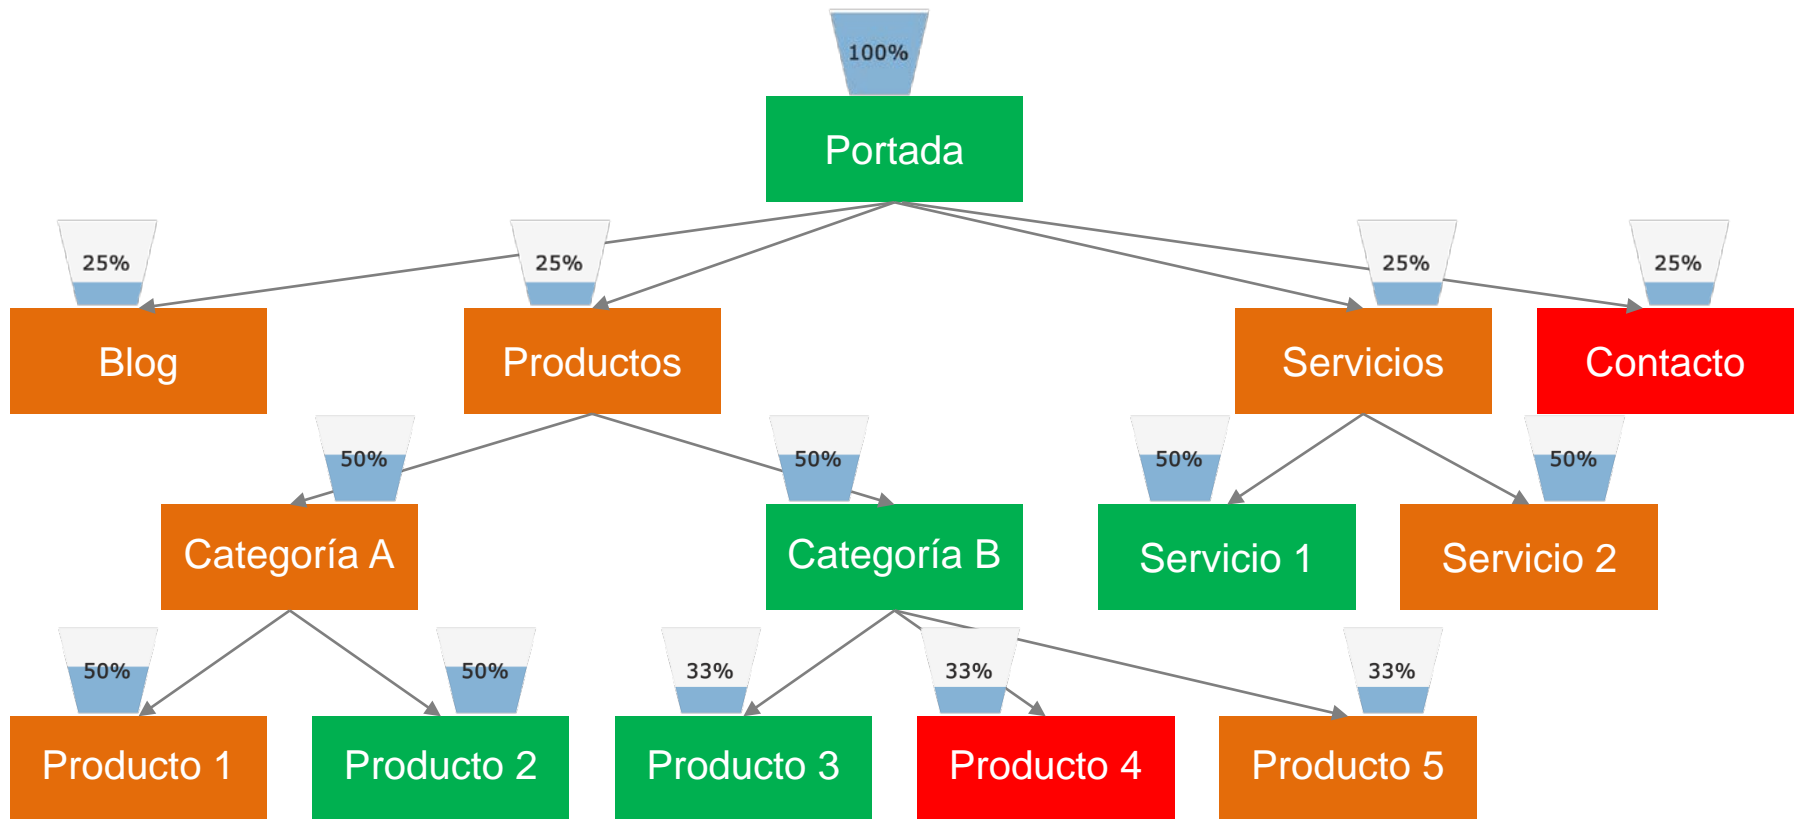 100%
Portada
25%
25%
25%
25%
Blog
Productos
Servicios
Contacto
50%
50%
50%
50%
Categoría A
Categoría B
Servicio 1
Servicio 2
50%
50%
33%
33%
33%
Producto 1
Producto 2
Producto 3
Producto 4
Producto 5